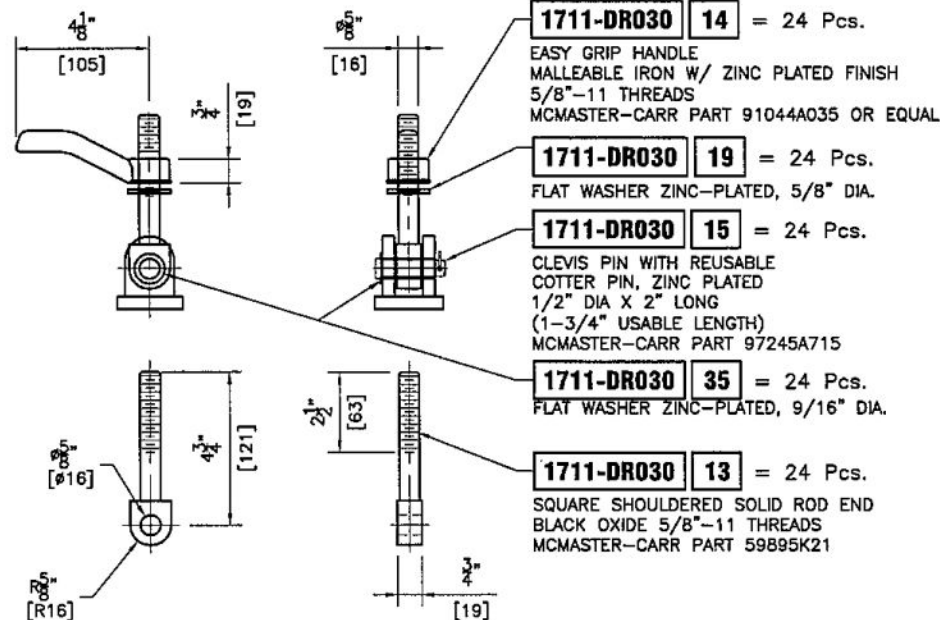 4 1/8"
[105]
3/4"
[19]
ø5/8"
[16]
1711-DR030 14 = 24 Pcs.
EASY GRIP HANDLE
MALLEABLE IRON W/ ZINC PLATED FINISH
5/8"-11 THREADS
MCMASTER-CARR PART 91044A035 OR EQUAL
1711-DR030 19 = 24 Pcs.
FLAT WASHER ZINC-PLATED, 5/8" DIA.
1711-DR030 15 = 24 Pcs.
CLEVIS PIN WITH REUSABLE
COTTER PIN, ZINC PLATED
1/2" DIA X 2" LONG
(1-3/4" USABLE LENGTH)
MCMASTER-CARR PART 97245A715
1711-DR030 35 = 24 Pcs.
FLAT WASHER ZINC-PLATED, 9/16" DIA.
4 3/4"
[121]
2 1/2"
[63]
ø5/8"
[ø16]
R5/8"
[R16]
1711-DR030 13 = 24 Pcs.
SQUARE SHOULDERED SOLID ROD END
BLACK OXIDE 5/8"-11 THREADS
MCMASTER-CARR PART 59895K21
3/4"
[19]